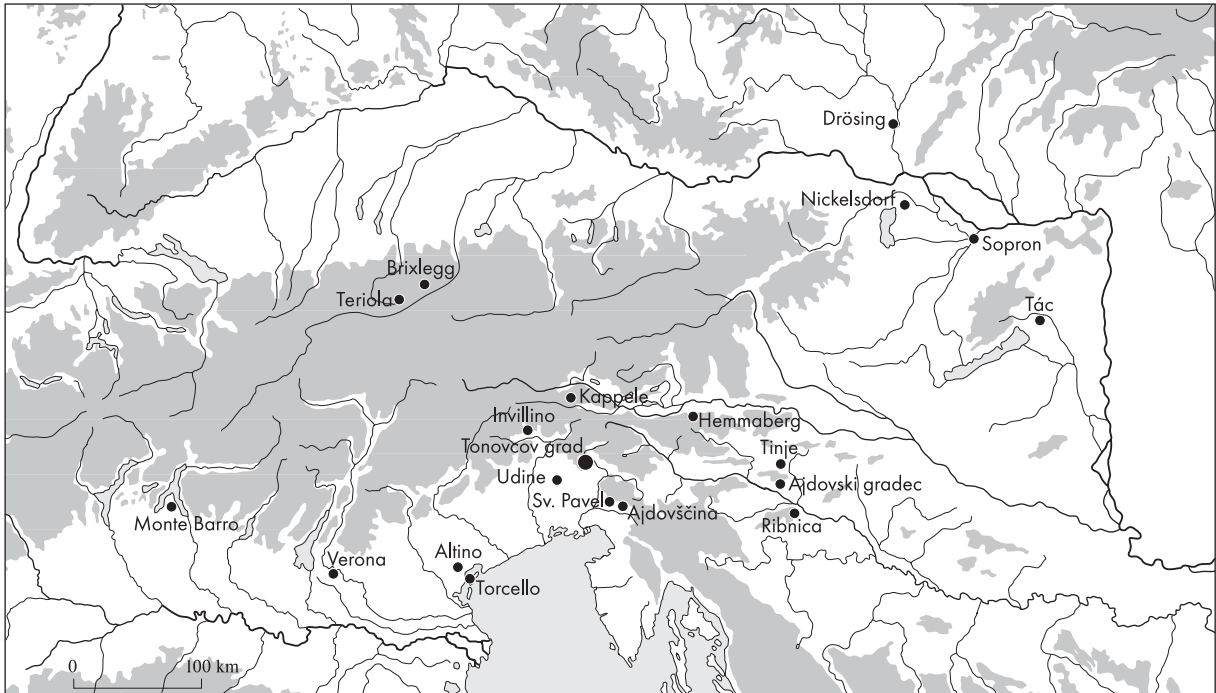 Drösing
Nickelsdorf
Sopron
Brixlegg
Teriola
Tác
Kappele
Invillino
Hemmaberg
Tonovcov grad
Tinje
Udine
Ajdovski gradec
Sv. Pavel
Ajdovščina
Monte Barro
Ribnica
Altino
Verona
Torcello
0 100 km